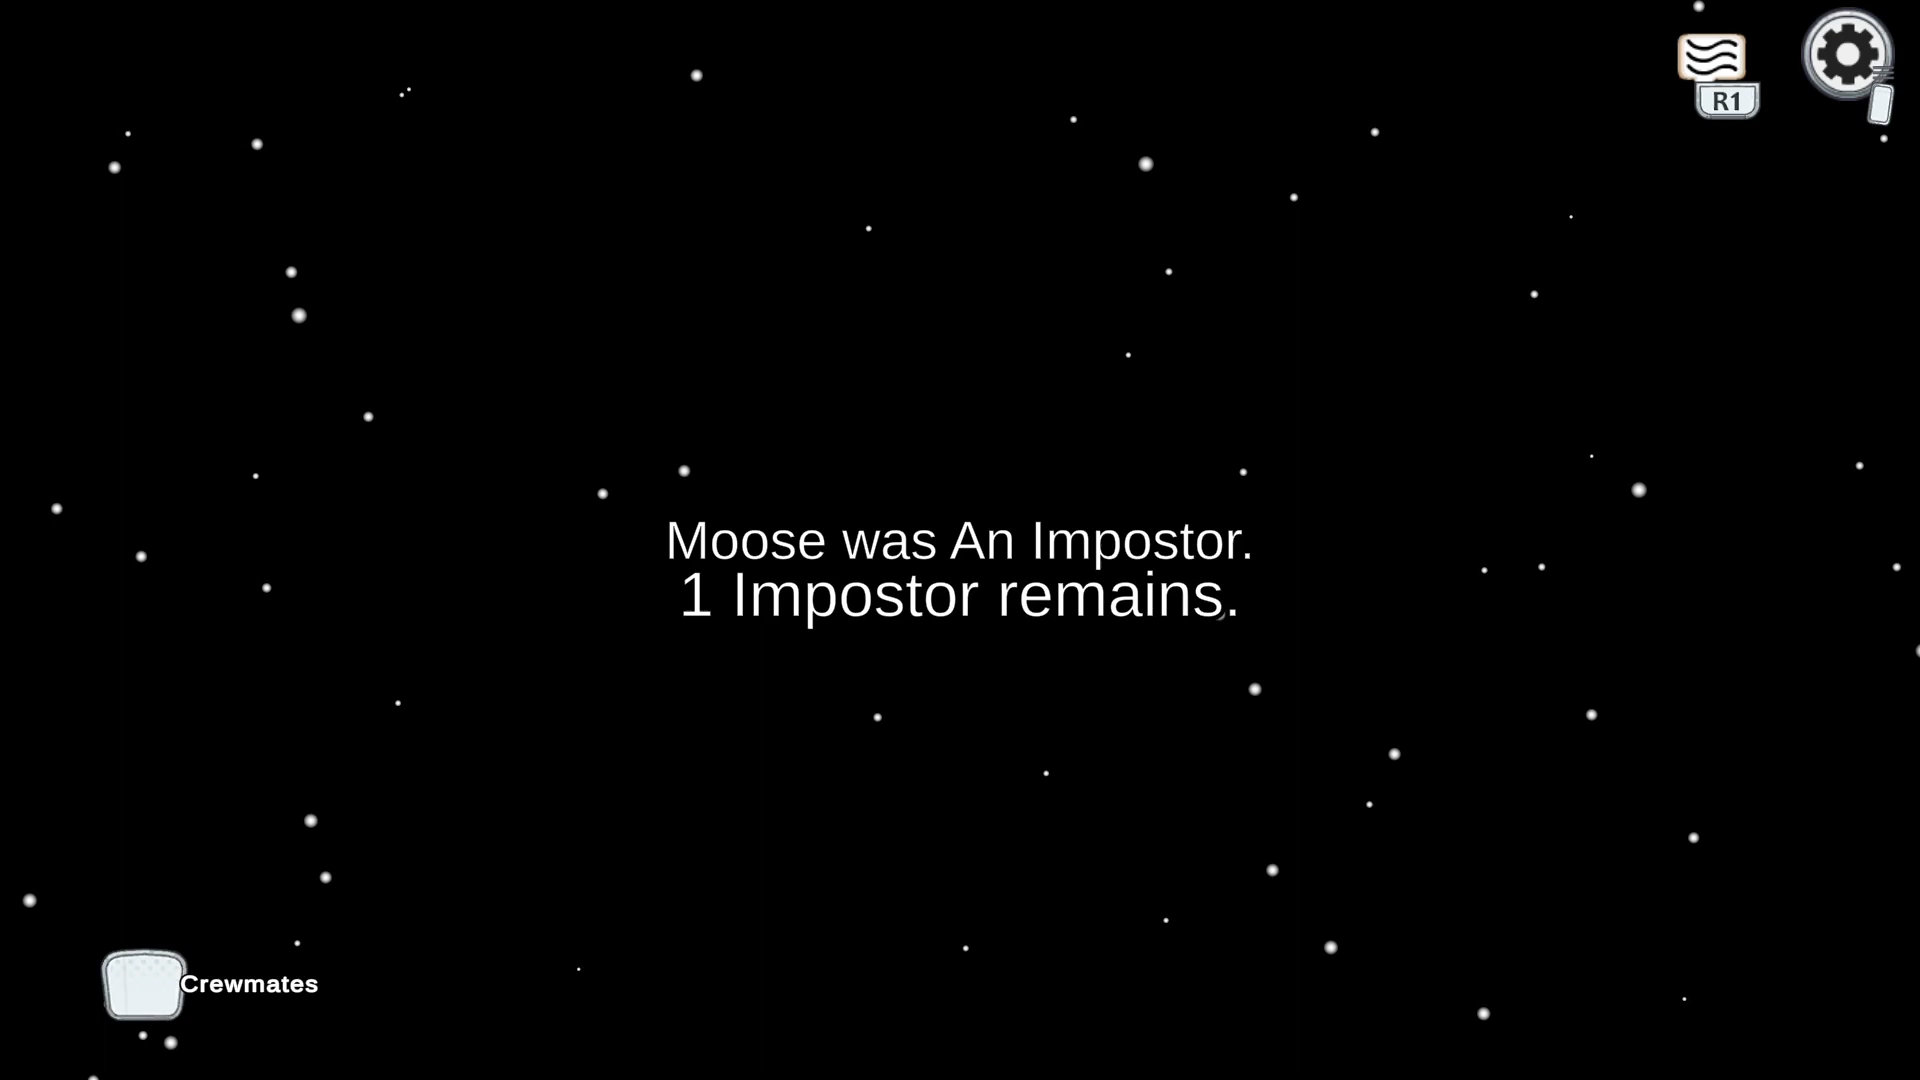 R1
Moose was An Impostor.
1 Impostor remains.
Crewmates